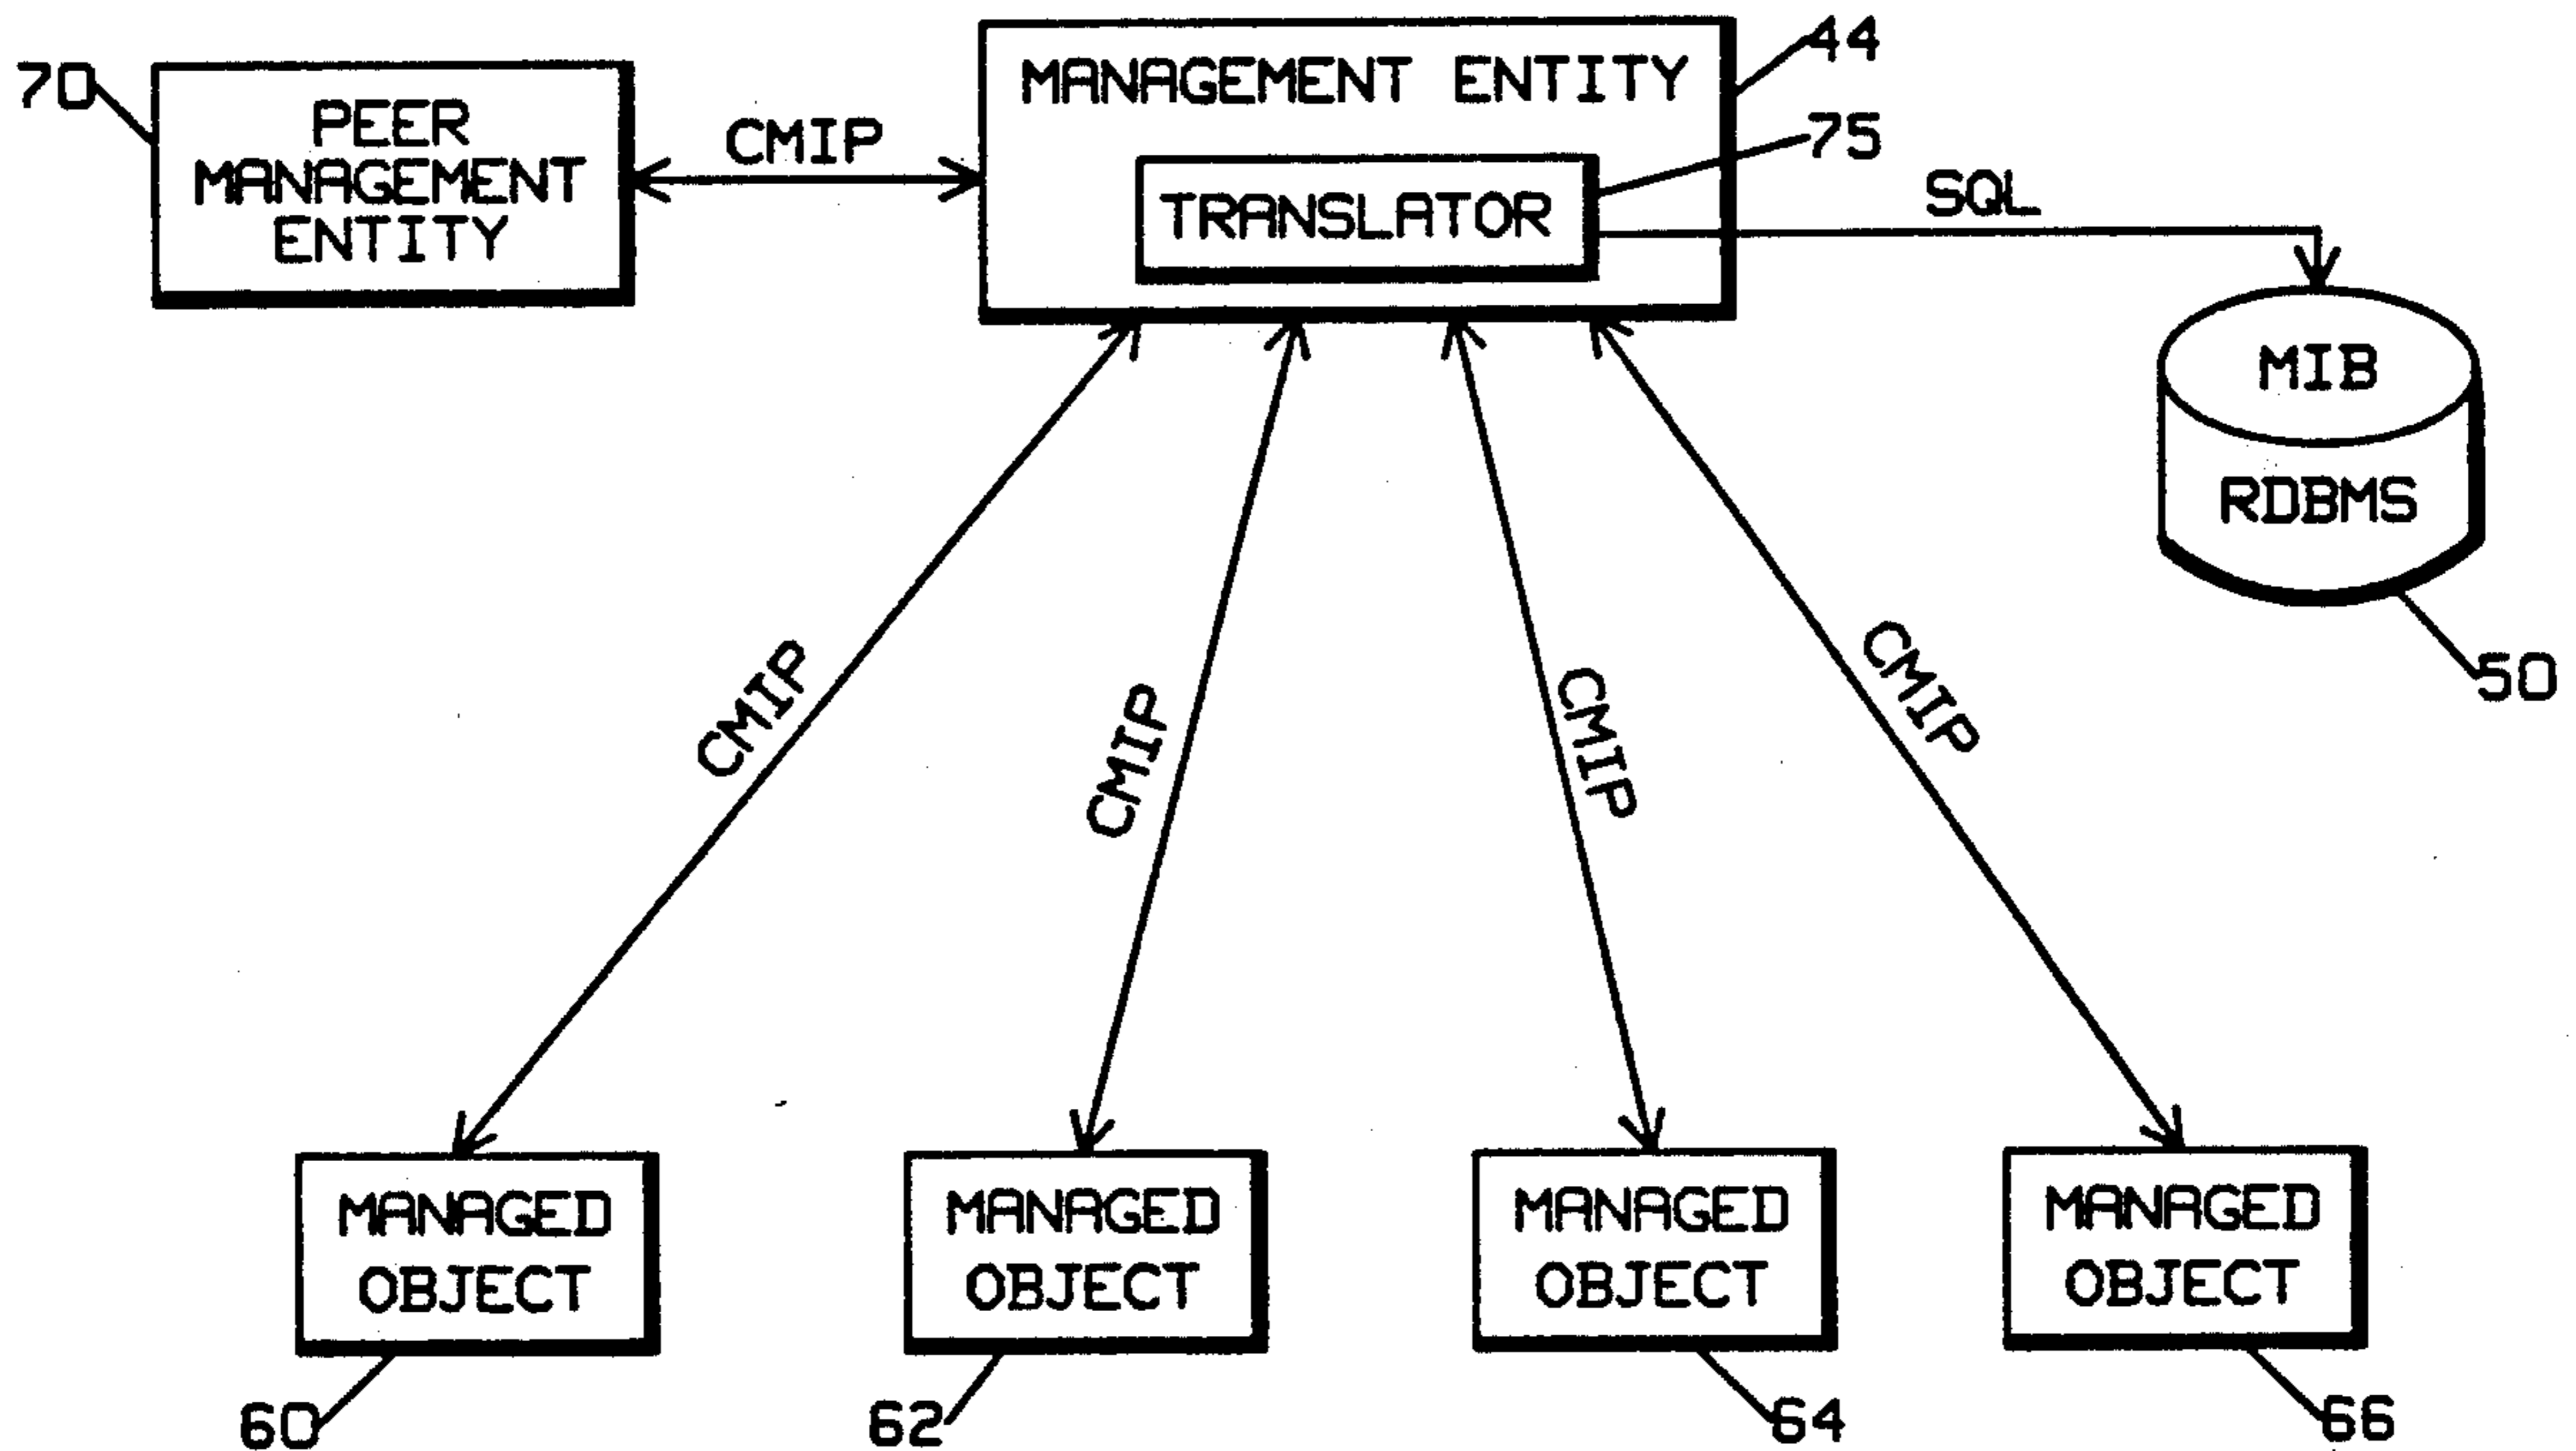 70
PEER
MANAGEMENT
ENTITY
CMIP
MANAGEMENT ENTITY
44
TRANSLATOR
75
SQL
MIB
RDBMS
50
CMIP
CMIP
CMIP
CMIP
MANAGED
OBJECT
60
MANAGED
OBJECT
62
MANAGED
OBJECT
64
MANAGED
OBJECT
66